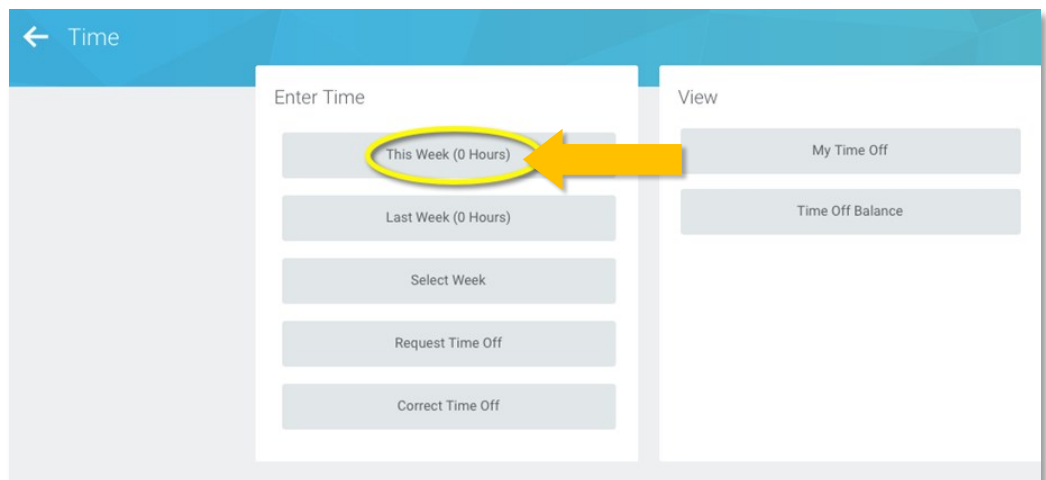 Time
Enter Time
This Week (0 Hours)
Last Week (0 Hours)
Select Week
Request Time Off
Correct Time Off
View
My Time Off
Time Off Balance